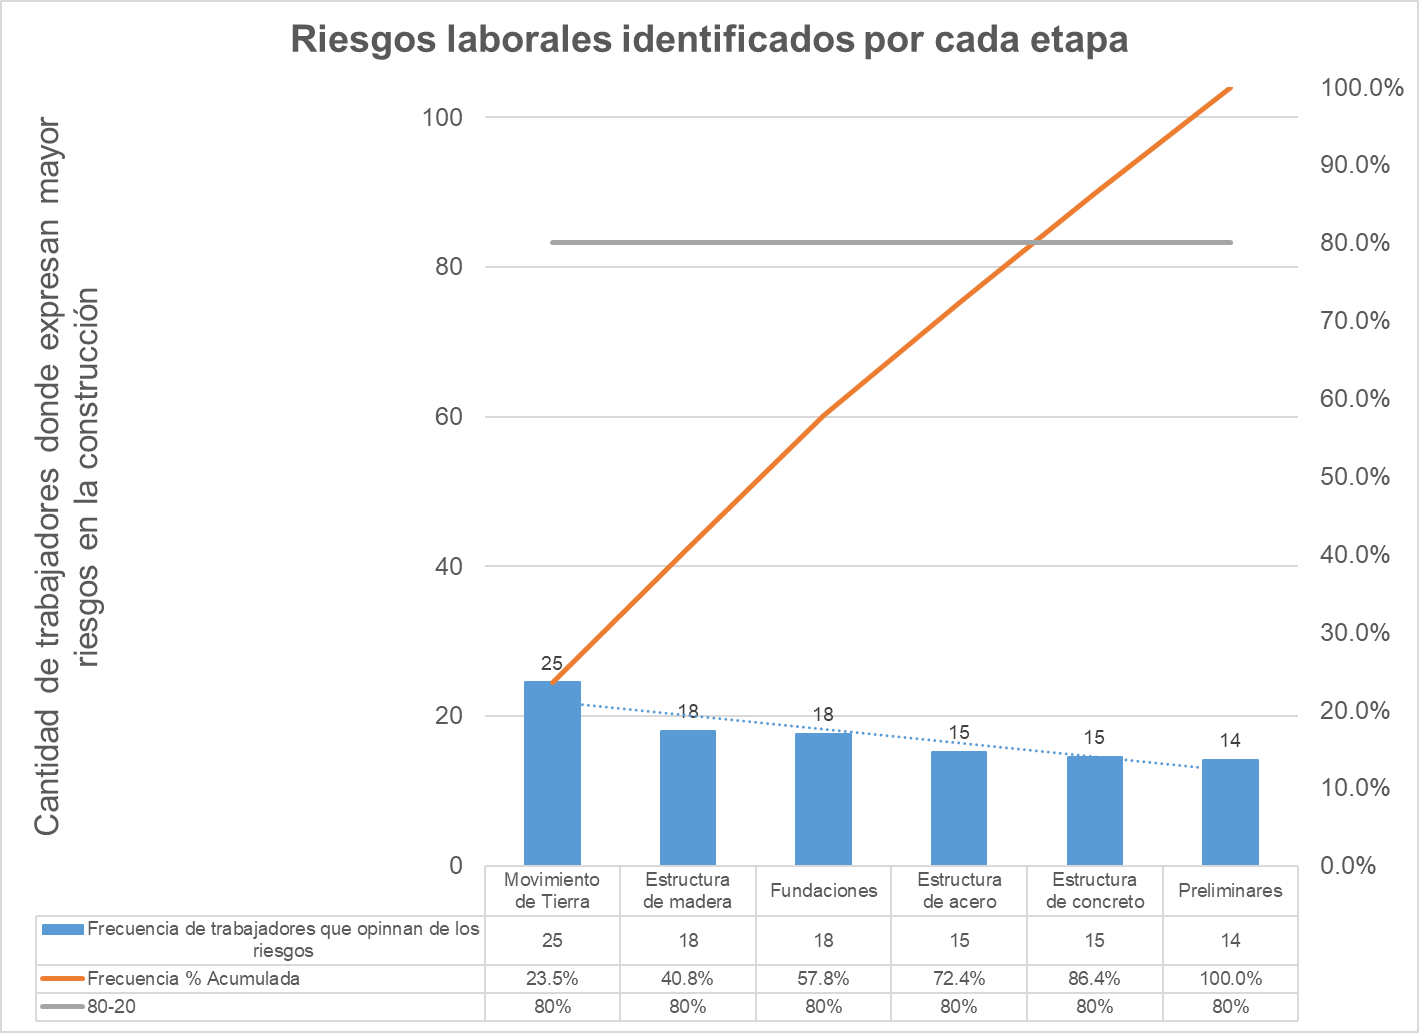 Riesgos laborales identificados por cada etapa
Cantidad de trabajadores donde expresan mayor
riesgos en la construcción
100
80
60
40
20
0
100.0%
90.0%
80.0%
70.0%
60.0%
50.0%
40.0%
30.0%
20.0%
10.0%
0.0%
25
18
18
15
15
14
Movimiento
de Tierra
Estructura
de madera
Fundaciones
Estructura
de acero
Estructura
de concreto
Preliminares
Frecuencia de trabajadores que opinnan de los
riesgos
25 18 18 15 15 14
Frecuencia % Acumulada 23.5% 40.8% 57.8% 72.4% 86.4% 100.0%
80-20 80% 80% 80% 80% 80% 80%